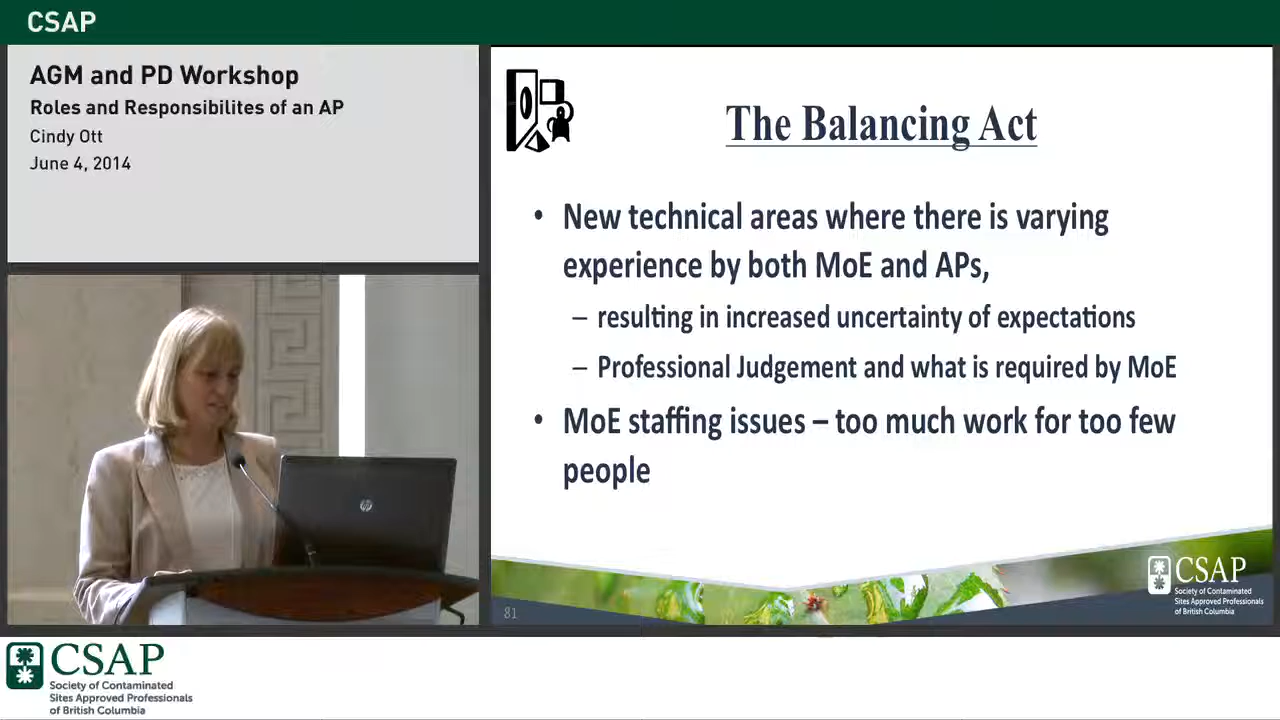 CSAP
AGM and PD Workshop
Roles and Responsibilites of an AP
Cindy Ott
June 4, 2014
The Balancing Act
• New technical areas where there is varying
experience by both MoE and APs,
– resulting in increased uncertainty of expectations
– Professional Judgement and what is required by MoE
• MoE staffing issues – too much work for too few
people
hp
81
CSAP
Society of Contaminated
Sites Approved Professionals
of British Columbia
CSAP
Society of Contaminated
Sites Approved Professionals
of British Columbia